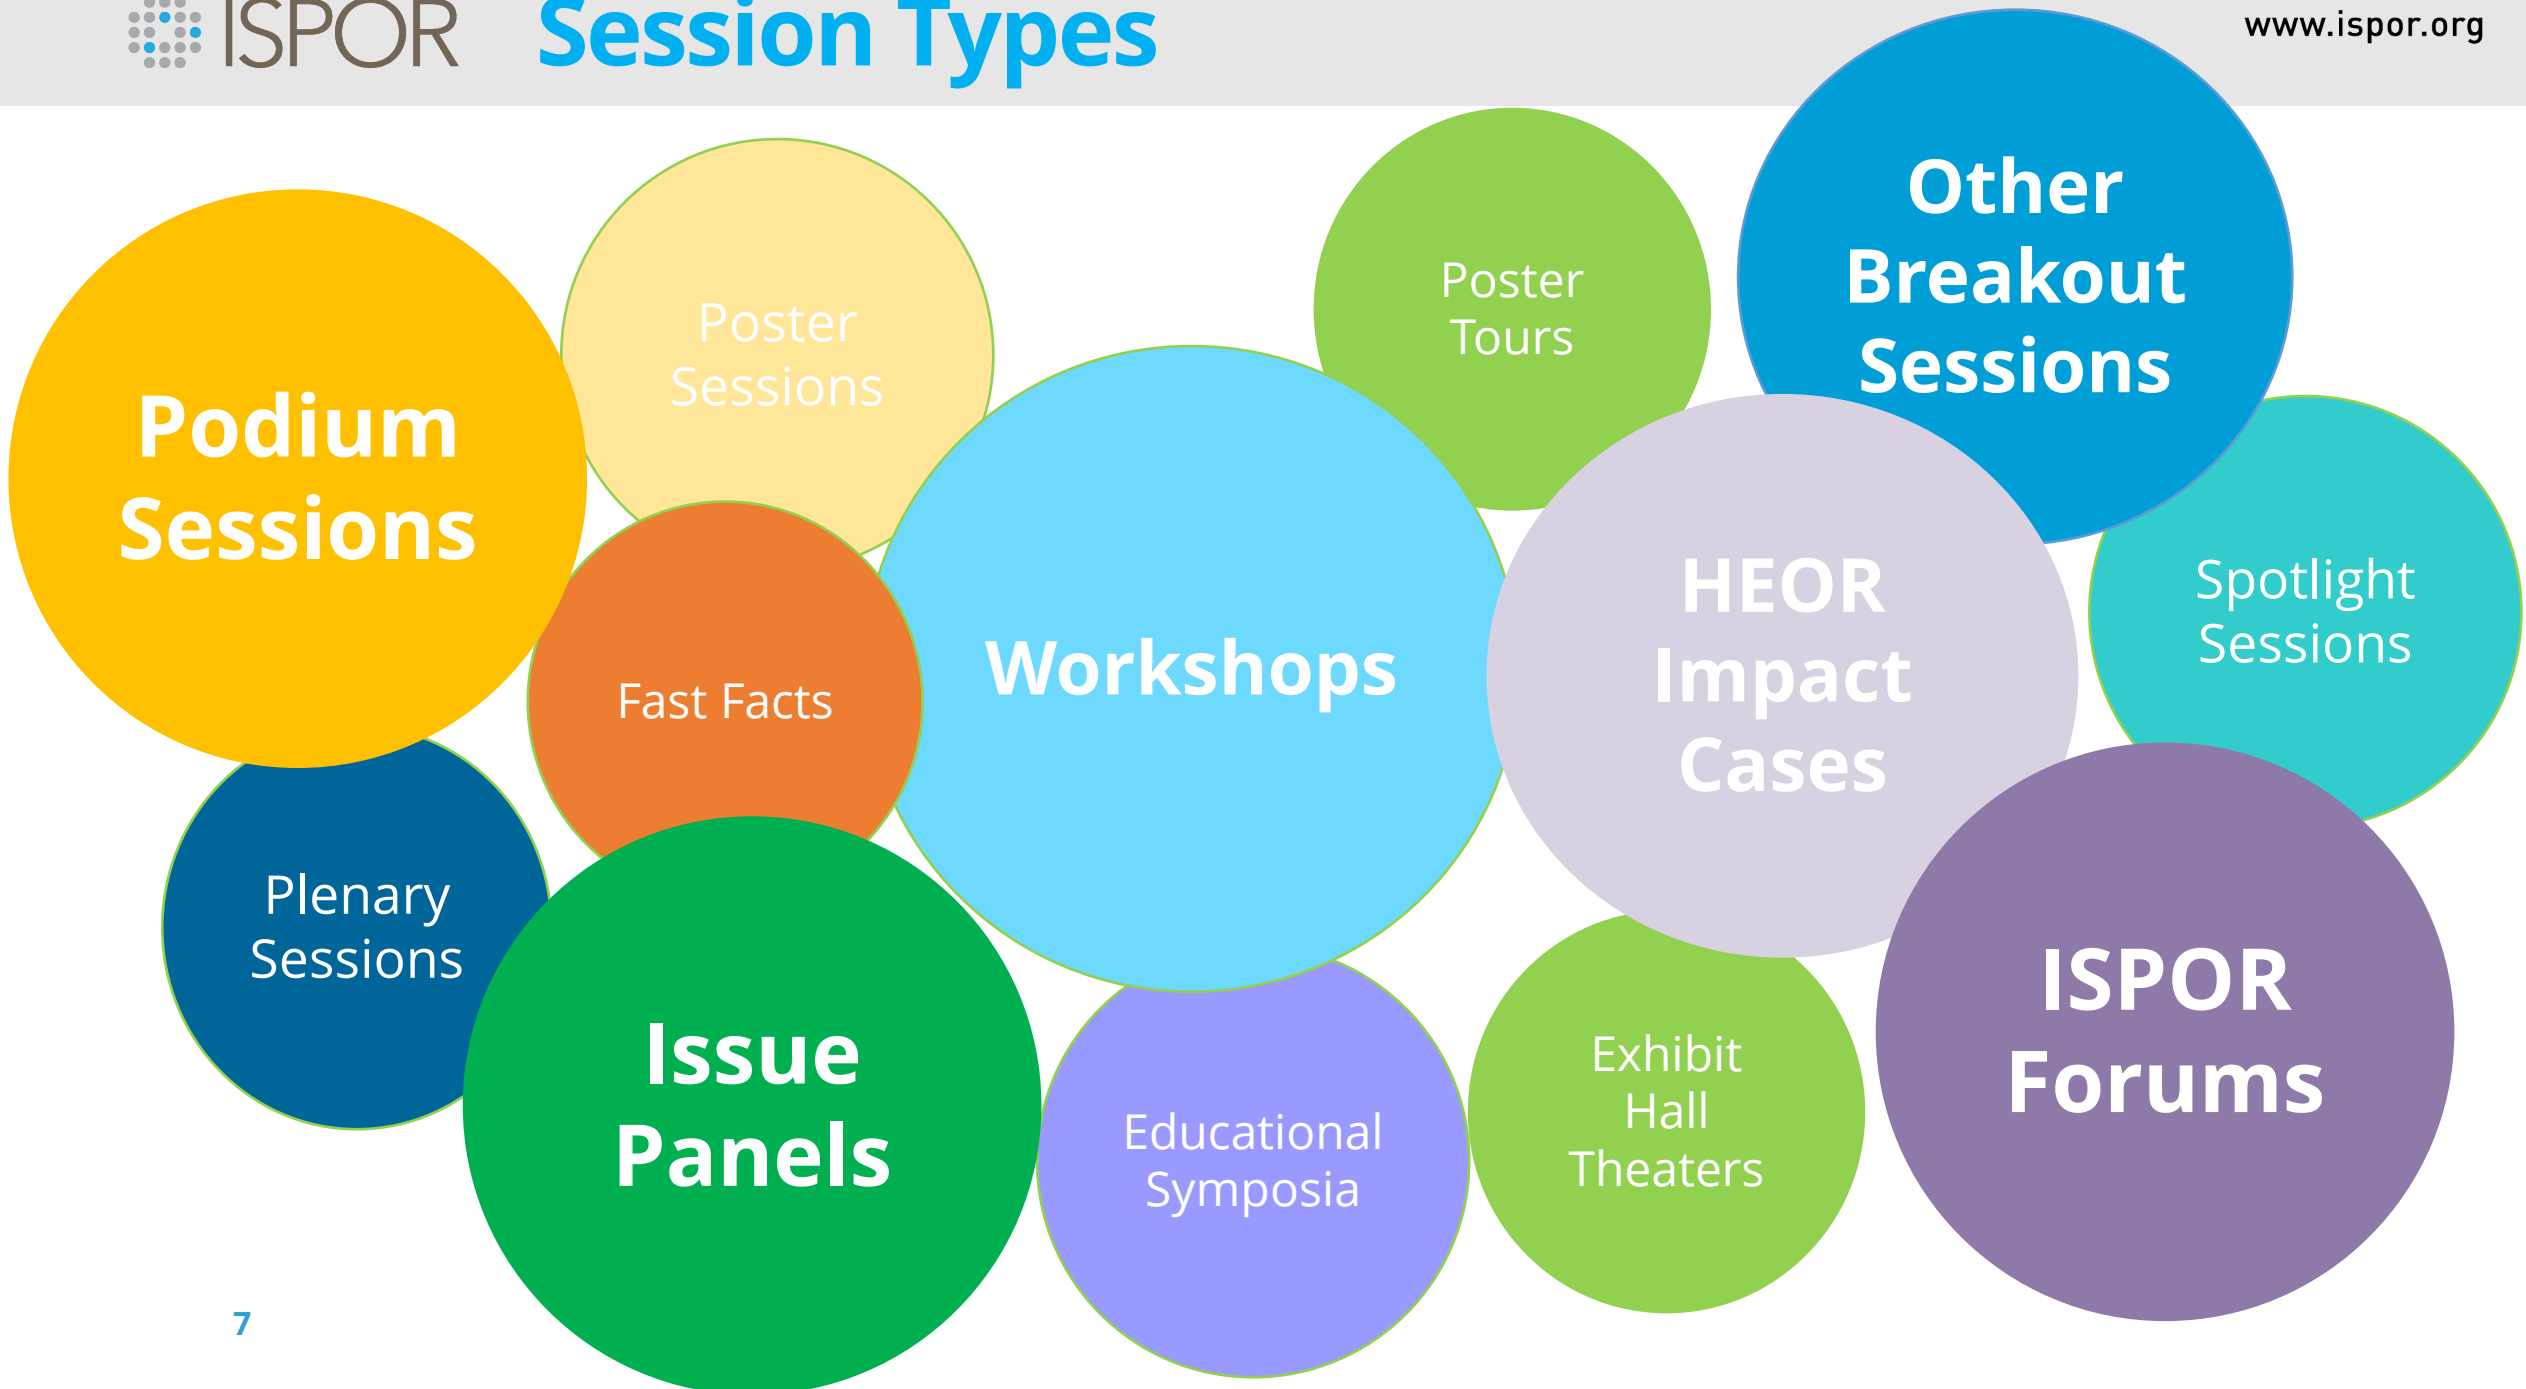 ISPOR
Session Types
www.ispor.org
Podium
Sessions
Poster
Sessions
Poster
Tours
Other
Breakout
Sessions
Fast Facts
Workshops
HEOR
Impact
Cases
Spotlight
Sessions
Plenary
Sessions
Issue
Panels
Educational
Symposia
Exhibit
Hall
Theaters
ISPOR
Forums
7